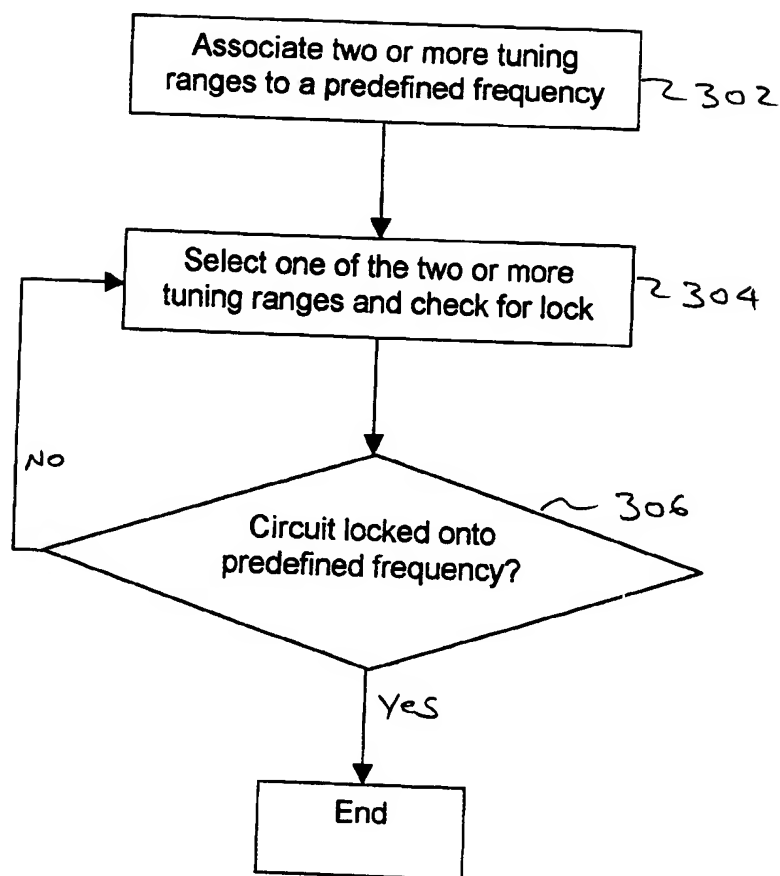 Associate two or more tuning
ranges to a predefined frequency
302
Select one of the two or more
tuning ranges and check for lock
304
NO
306
Circuit locked onto
predefined frequency?
Yes
End